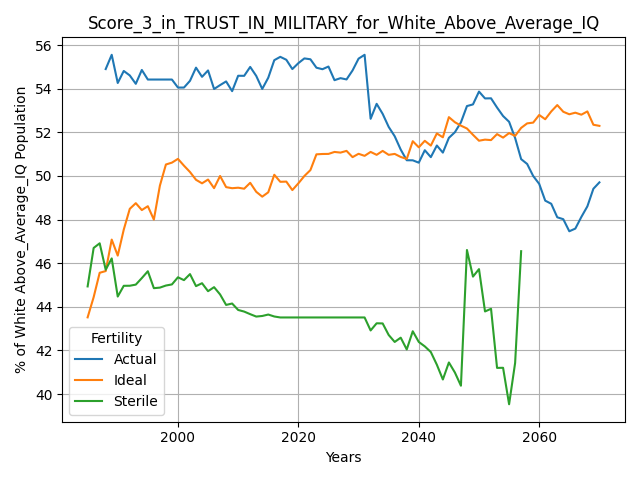 Score_3_in_TRUST_IN_MILITARY_for_White_Above_Average_IQ
% of White Above_Average_IQ Population
56
54
52
50
48
46
44
42
40
Fertility
Actual
Ideal
Sterile
2000
2020
2040
2060
Years